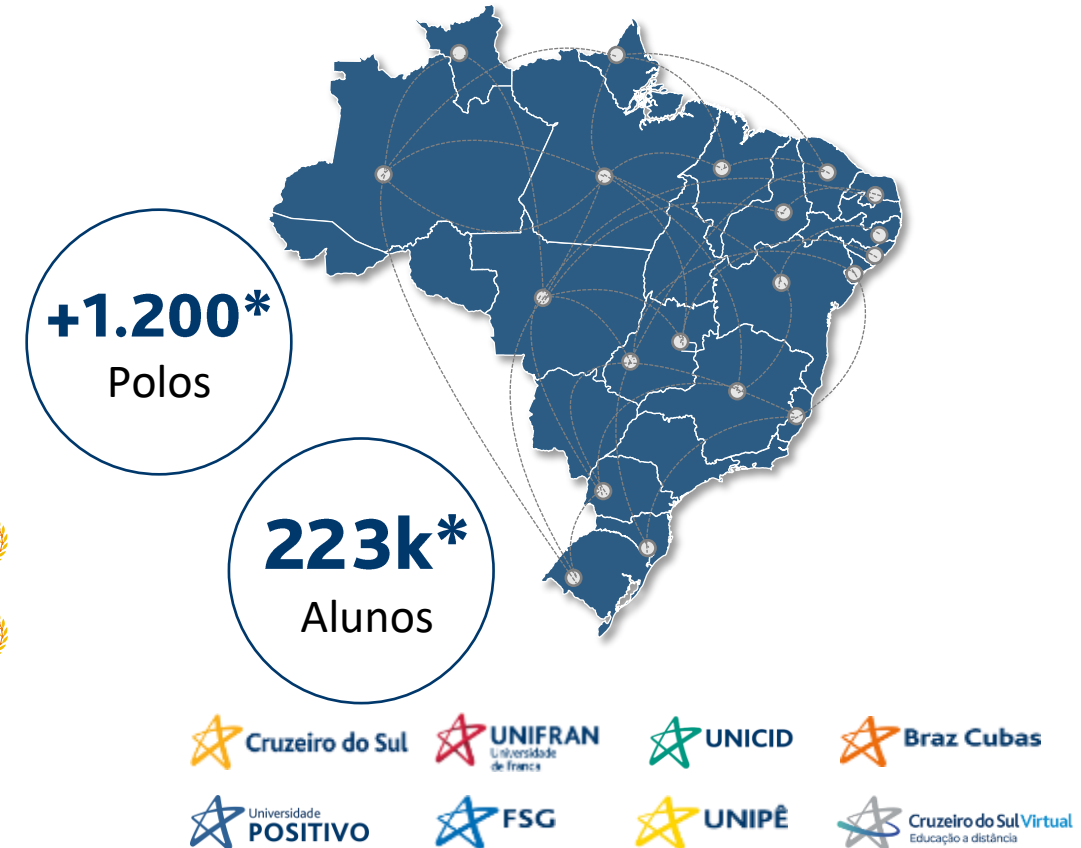 +1.200*
Polos
223k*
Alunos
Cruzeiro do Sul
UNIFRAN
Universidade
de Franca
UNICID
Braz Cubas
Universidade
POSITIVO
FSG
UNIPÊ
Cruzeiro do Sul Virtual
Educação a distância